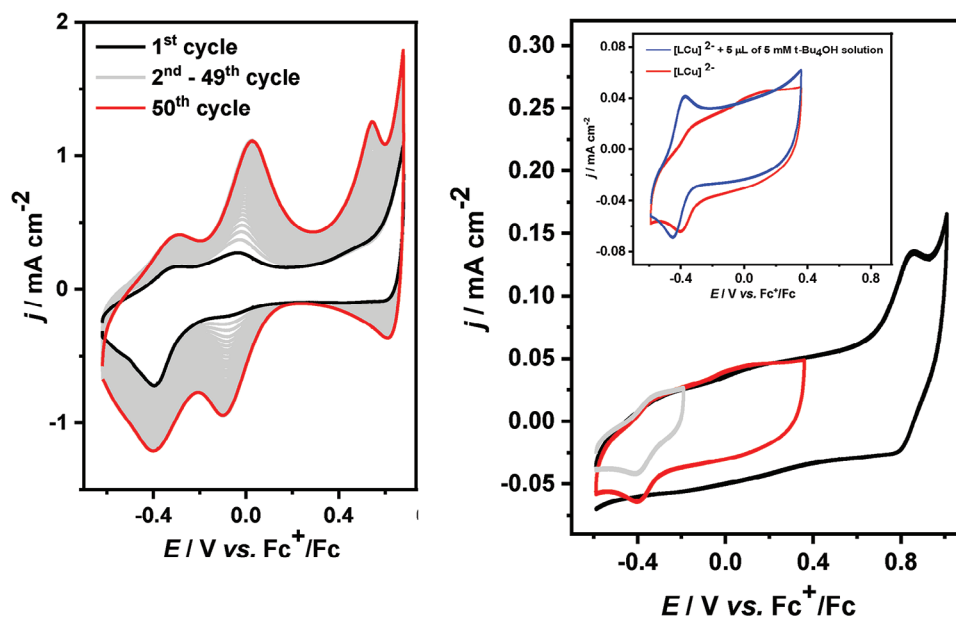 1st cycle
2nd - 49th cycle
50th cycle
2
1
0
-1
j / mA cm-2
-0.4
0.0
0.4
E / V vs. Fc+/Fc
0.30
0.25
0.20
0.15
0.10
0.05
0.00
-0.05
j / mA cm-2
-0.4
0.0
0.4
0.8
E / V vs. Fc+/Fc
[LCu] 2- + 5 µL of 5 mM t-Bu4OH solution
[LCu] 2-
0.08
0.04
0.00
-0.04
-0.08
j / mA cm-2
-0.8
-0.4
0.0
0.4
0.8
E / V vs. Fc+/Fc